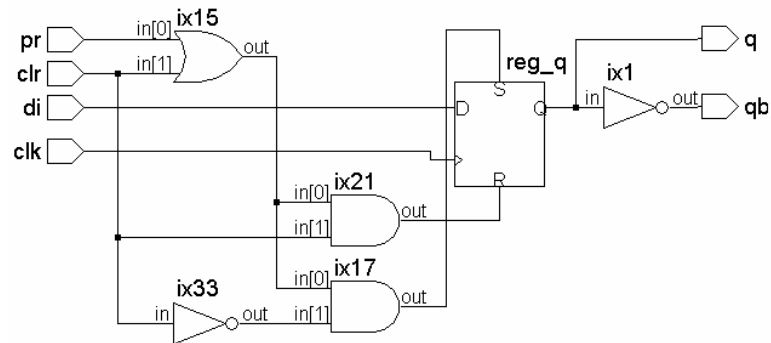 ix15
pr
in[0]
out
clr
in[1]
reg_q
q
S
ix1
di
D
Q
in
out
qb
clk
ix21
R
in[0]
out
in[1]
ix17
in[0]
ix33
out
in
out
in[1]